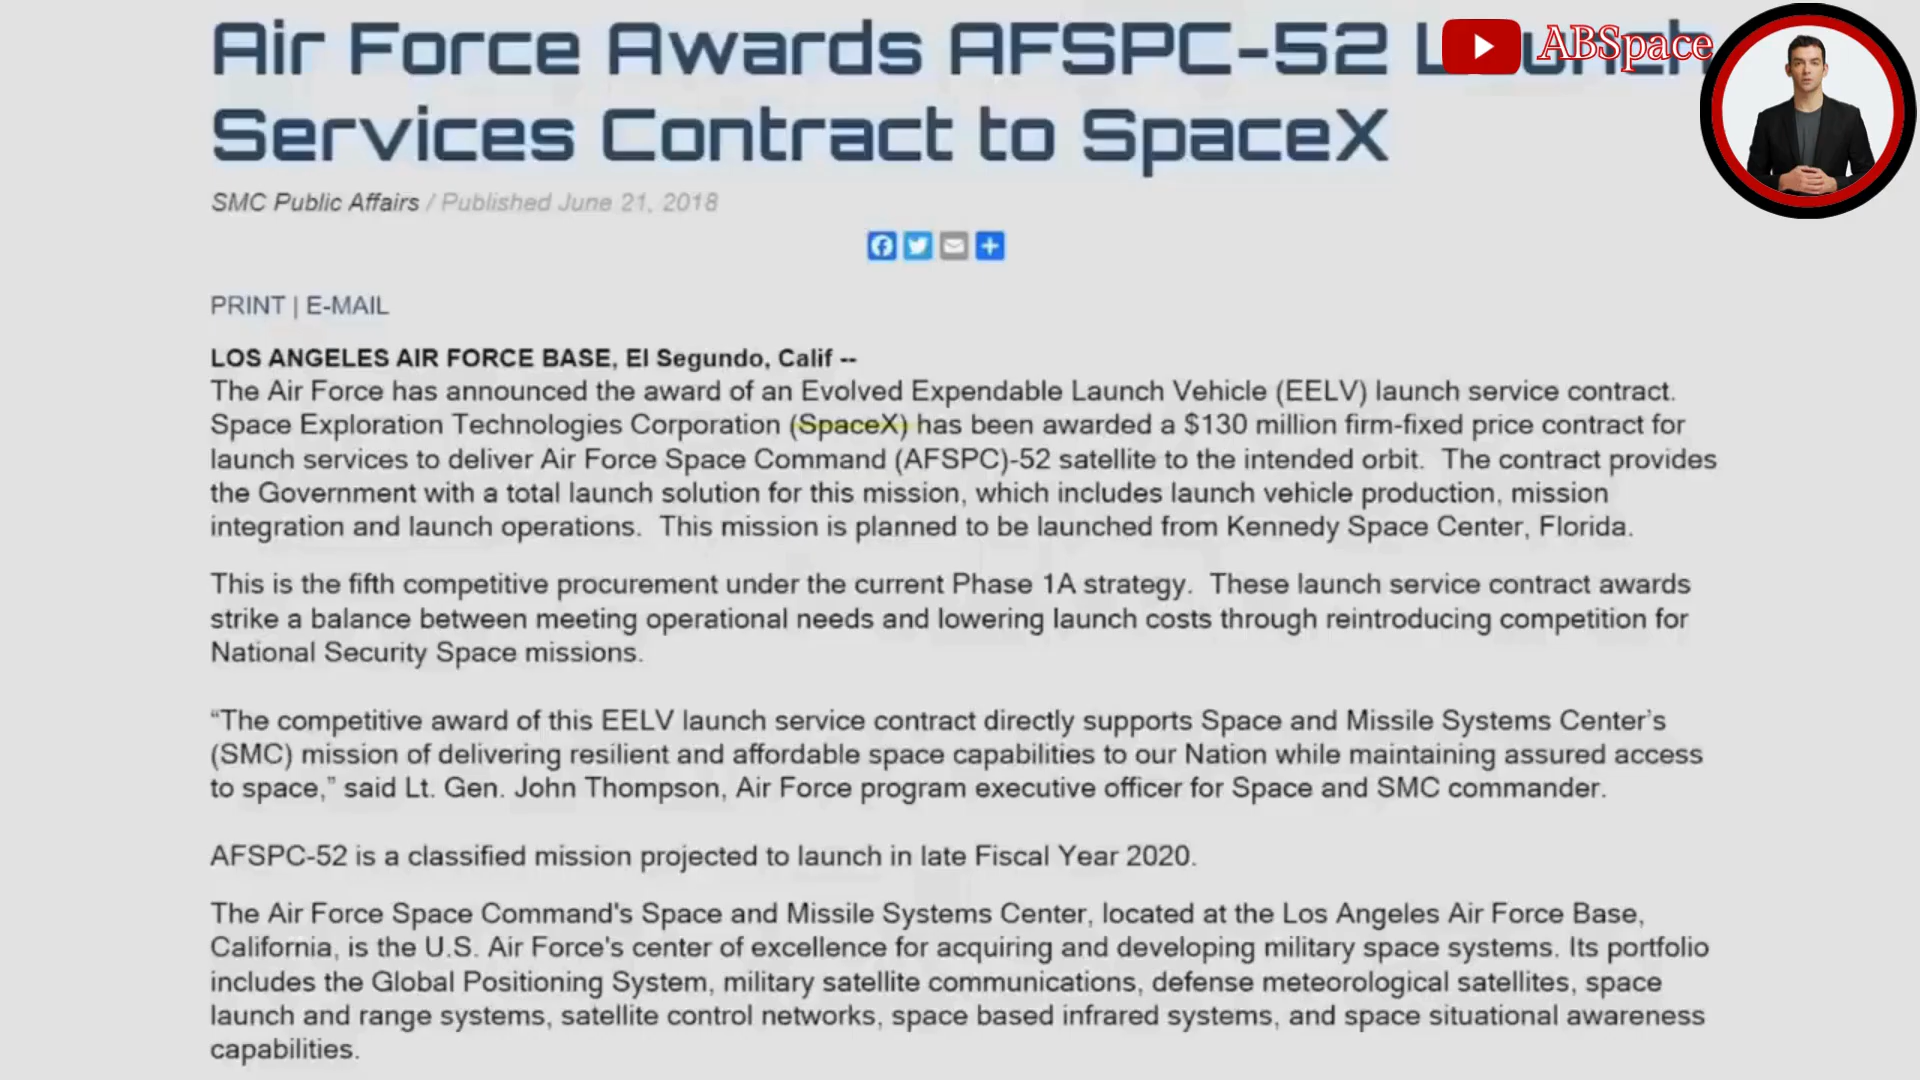 Air Force Awards AFSPC-52 Launch
ABSpace
Services Contract to SpaceX
SMC Public Affairs / Published June 21, 2018
PRINT | E-MAIL
LOS ANGELES AIR FORCE BASE, El Segundo, Calif --
The Air Force has announced the award of an Evolved Expendable Launch Vehicle (EELV) launch service contract.
Space Exploration Technologies Corporation (SpaceX) has been awarded a $130 million firm-fixed price contract for
launch services to deliver Air Force Space Command (AFSPC)-52 satellite to the intended orbit. The contract provides
the Government with a total launch solution for this mission, which includes launch vehicle production, mission
integration and launch operations. This mission is planned to be launched from Kennedy Space Center, Florida.
This is the fifth competitive procurement under the current Phase 1A strategy. These launch service contract awards
strike a balance between meeting operational needs and lowering launch costs through reintroducing competition for
National Security Space missions.
“The competitive award of this EELV launch service contract directly supports Space and Missile Systems Center’s
(SMC) mission of delivering resilient and affordable space capabilities to our Nation while maintaining assured access
to space,” said Lt. Gen. John Thompson, Air Force program executive officer for Space and SMC commander.
AFSPC-52 is a classified mission projected to launch in late Fiscal Year 2020.
The Air Force Space Command's Space and Missile Systems Center, located at the Los Angeles Air Force Base,
California, is the U.S. Air Force's center of excellence for acquiring and developing military space systems. Its portfolio
includes the Global Positioning System, military satellite communications, defense meteorological satellites, space
launch and range systems, satellite control networks, space based infrared systems, and space situational awareness
capabilities.